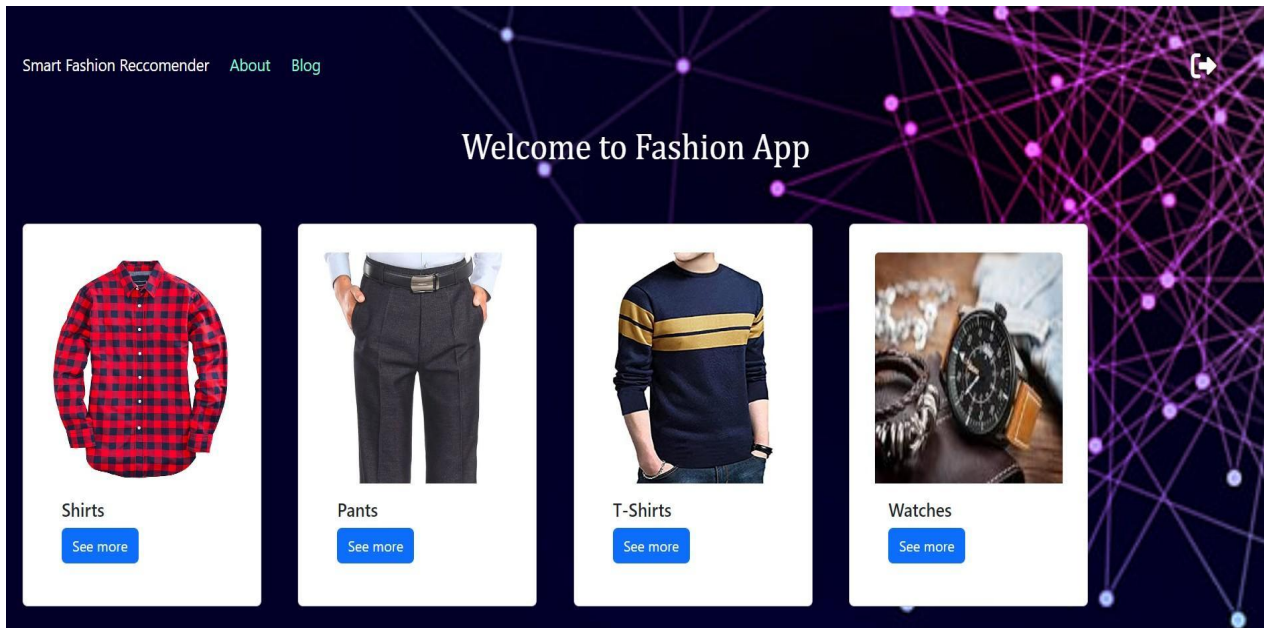 Smart Fashion Reccomender About Blog
Welcome to Fashion App
Shirts
See more
Pants
See more
T-Shirts
See more
Watches
See more